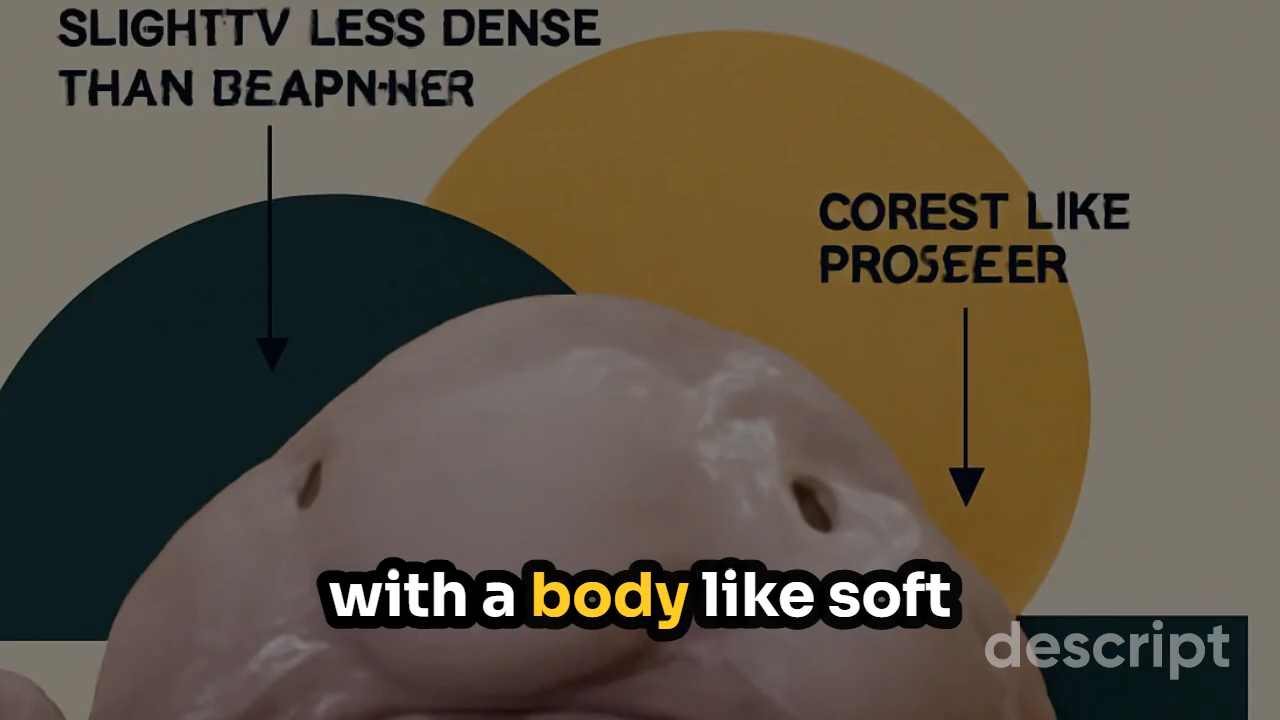 SLIGHTTV LESS DENSE
THAN BEAPN-HER
COREST LIKE
PROSEEER
with a body like soft
descript